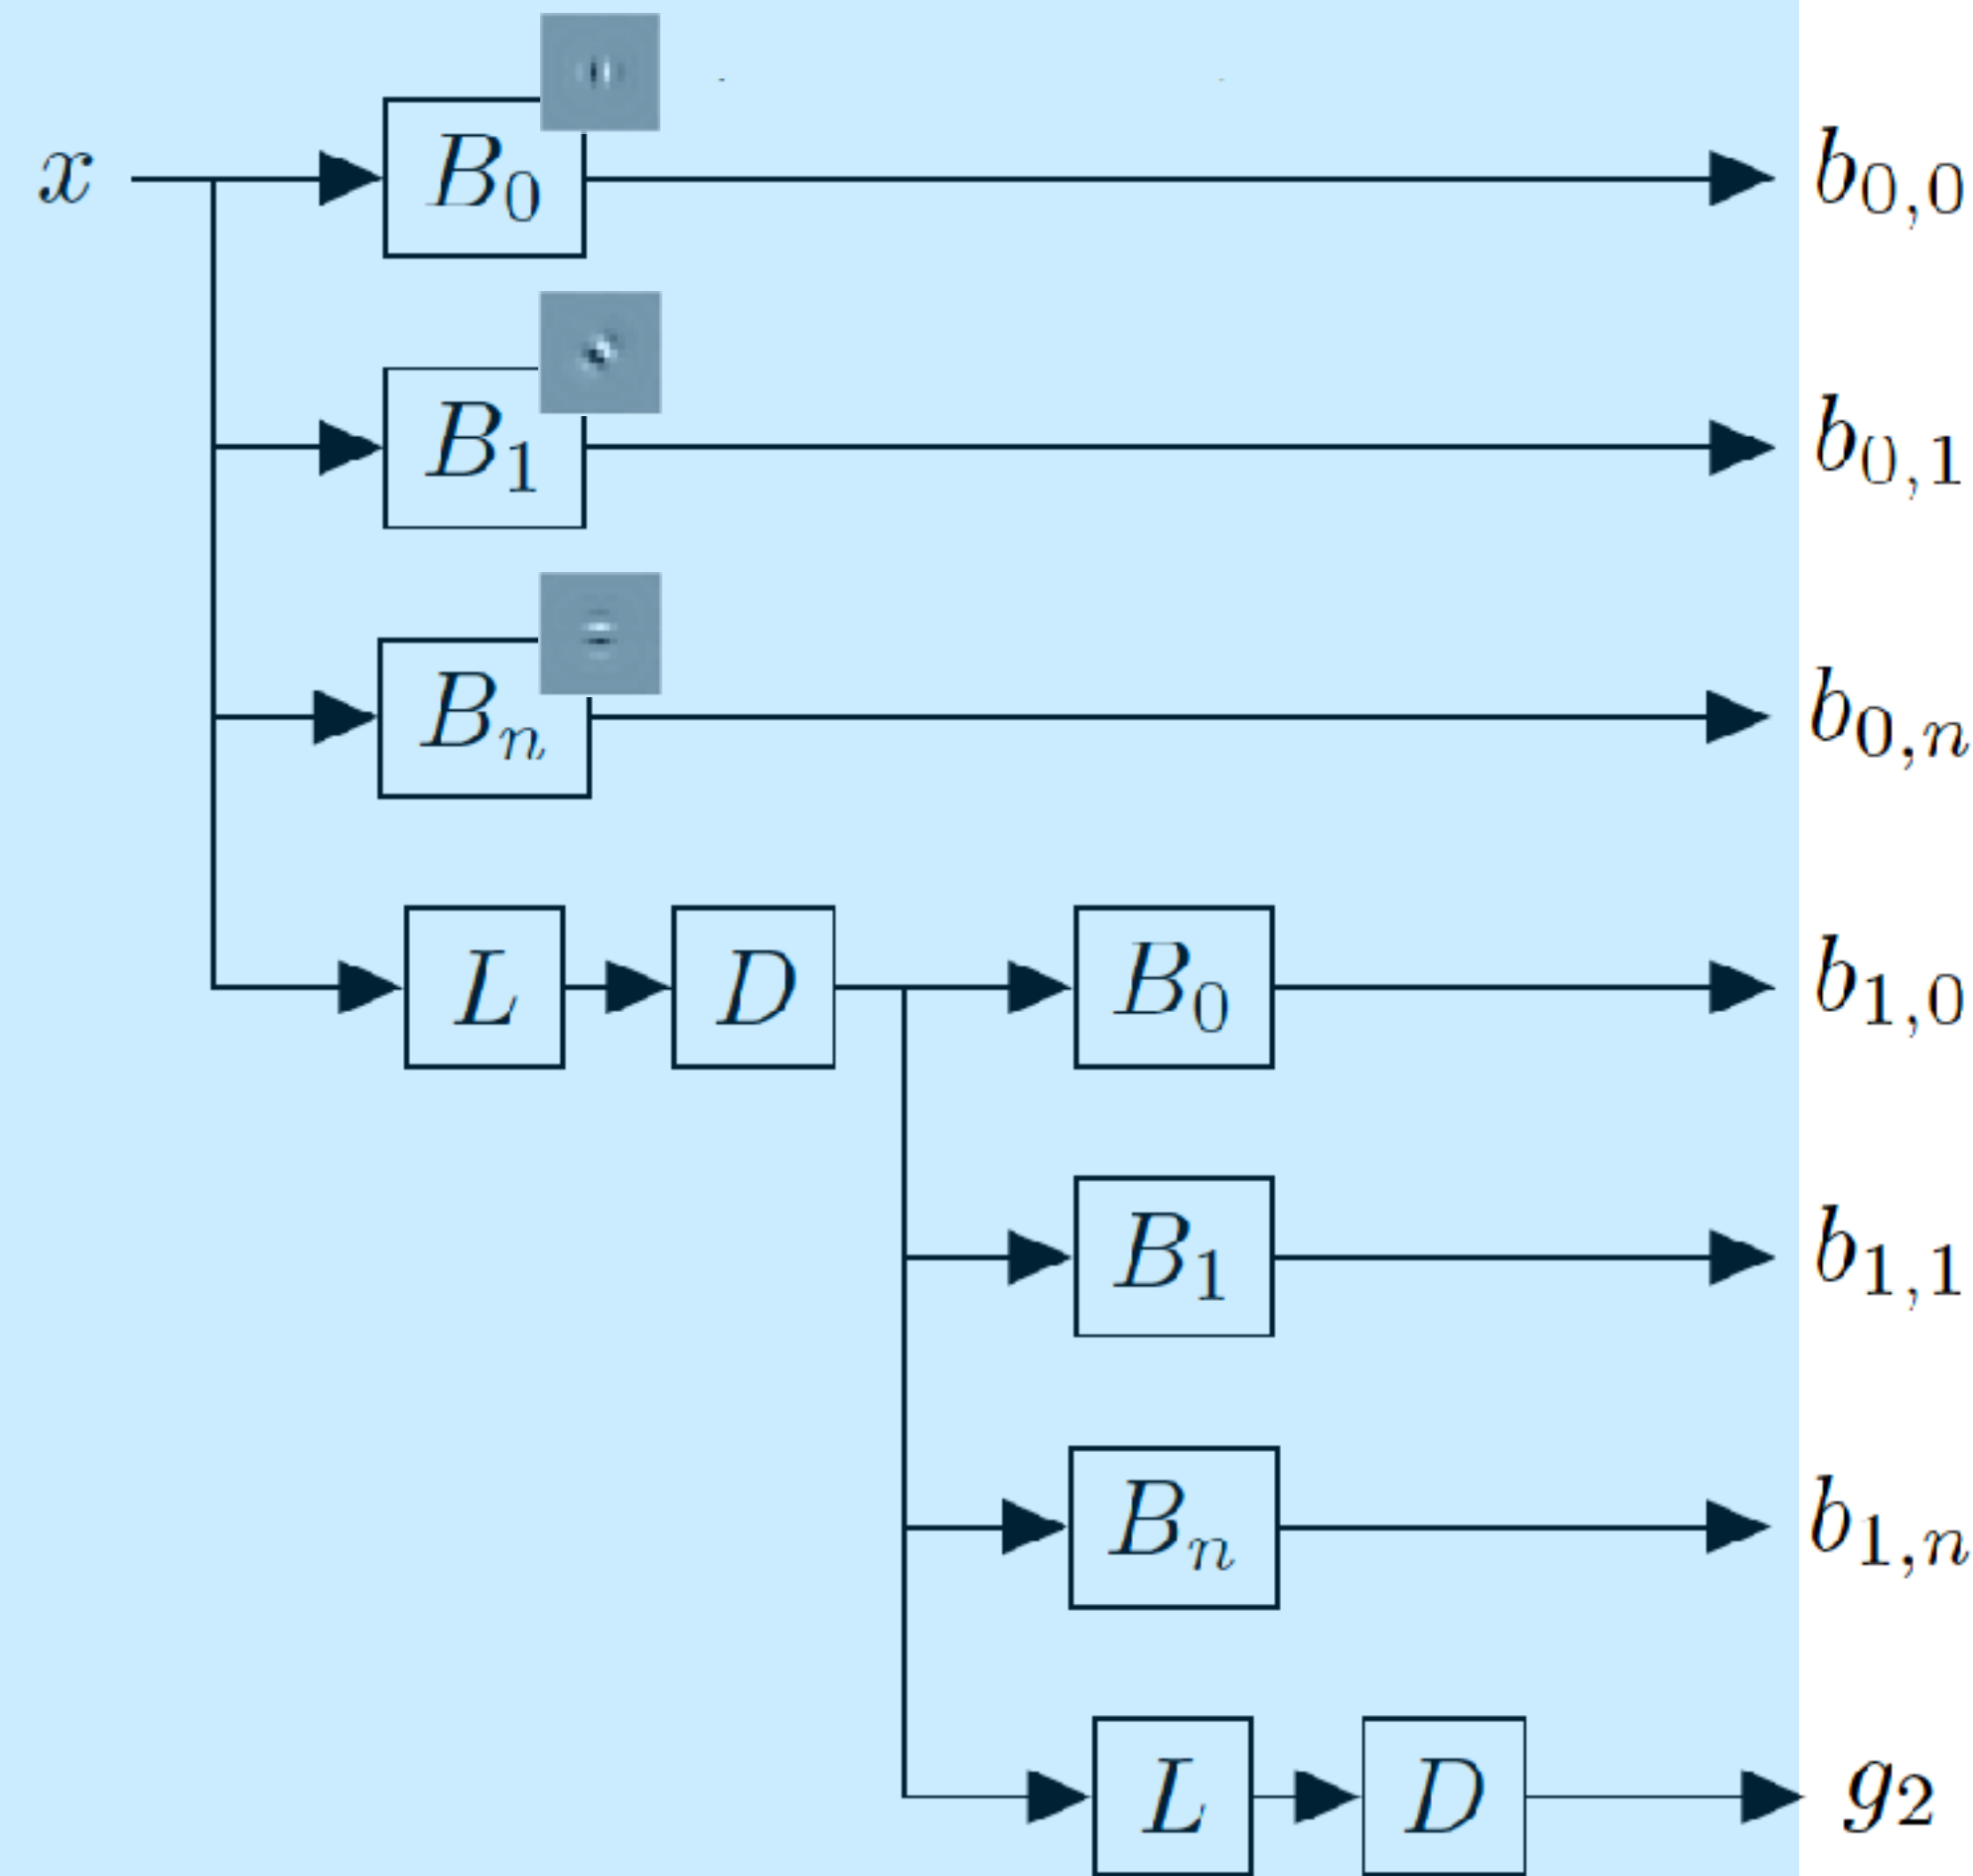 x B₀ b₀,₀
B₁ b₀,₁
Bₙ b₀,ₙ
L D B₀ b₁,₀
B₁ b₁,₁
Bₙ b₁,ₙ
L D g₂